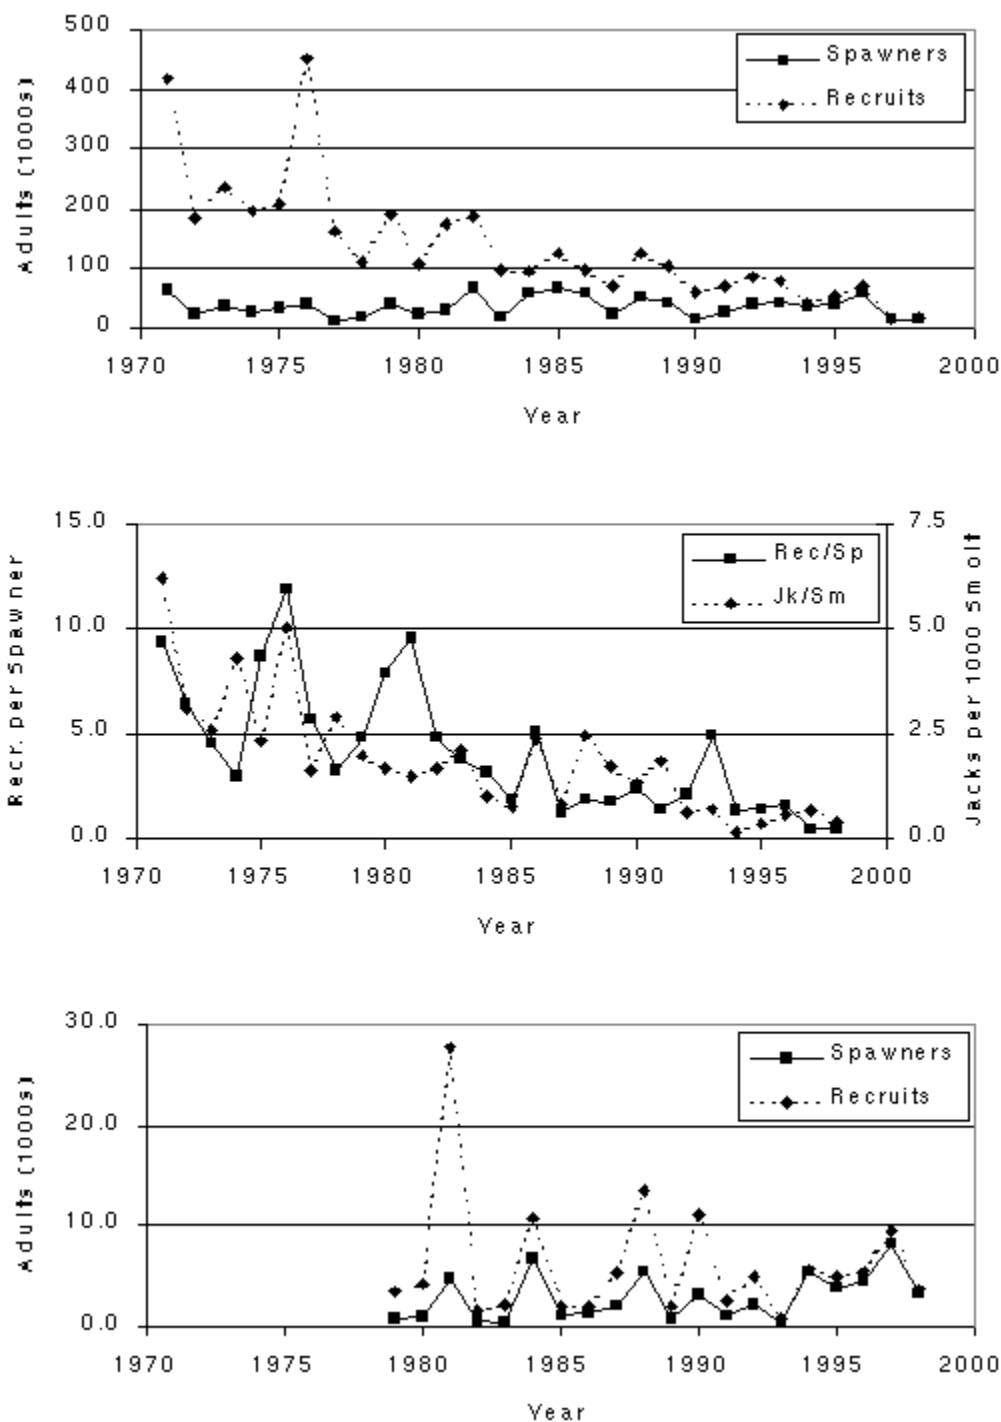 500
400
300
200
100
0
Adults (1000s)
Spawners
Recruits
1970 1975 1980 1985 1990 1995 2000
Year
15.0
10.0
5.0
0.0
Recr. per Spawner
Rec/Sp
Jk/Sm
7.5
5.0
2.5
0.0
Jacks per 1000 Smolt
1970 1975 1980 1985 1990 1995 2000
Year
30.0
20.0
10.0
0.0
Adults (1000s)
Spawners
Recruits
1970 1975 1980 1985 1990 1995 2000
Year